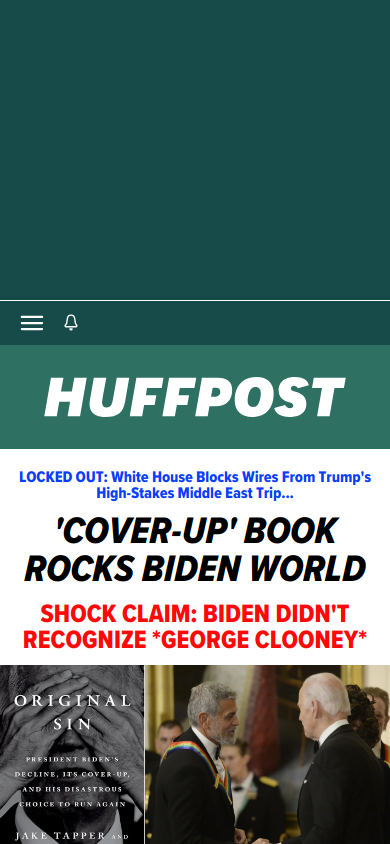 HUFFPOST
LOCKED OUT: White House Blocks Wires From Trump's
High-Stakes Middle East Trip...
'COVER-UP' BOOK
ROCKS BIDEN WORLD
SHOCK CLAIM: BIDEN DIDN'T
RECOGNIZE *GEORGE CLOONEY*
ORIGINAL
SIN
PRESIDENT BIDEN'S
DECLINE, ITS COVER-UP,
AND HIS DISASTROUS
CHOICE TO RUN AGAIN
JAKE TAPPER AND